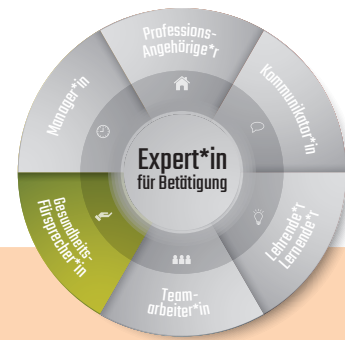 Professions-
Angehörige*r
Kommunikator*in
Lehrende*r
Lernende*r
Team-
arbeiter*in
Gesundheits-
Fürsprecher*in
Manager*in
Expert*in
für Betätigung